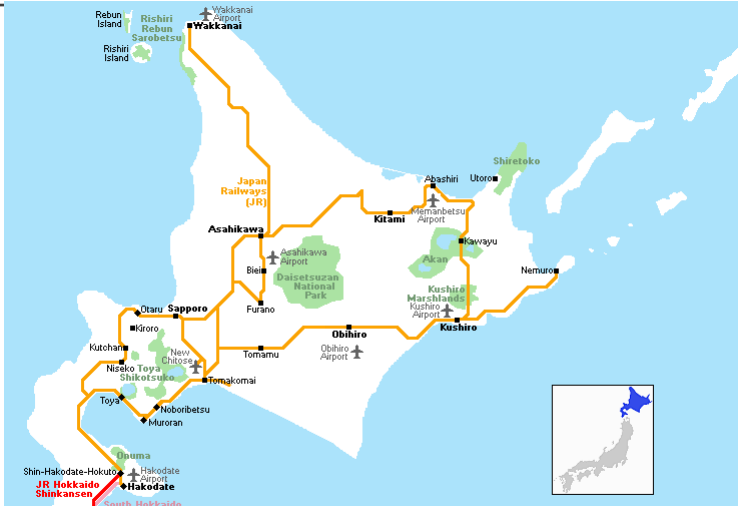 Rebun
Island
Rishiri
Rebun
Sarobetsu
Wakkanai
Airport
Wakkanai
Rishiri
Island
Shiretoko
Japan
Railways
(JR)
Abashiri
Utoro
Memanbetsu
Airport
Kitami
Asahikawa
Kawayu
Asahikawa
Airport
Akan
Biei
Daisetsuzan
National
Park
Nemuro
Kushiro
Marshlands
Kushiro
Airport
Furano
Otaru
Sapporo
Kiroro
Kushiro
Obihiro
Kutchan
New
Chitose
Tomamu
Obihiro
Airport
Niseko
Toya
Shikotsuko
Tomakomai
Toya
Noboribetsu
Muroran
Onuma
Shin-Hakodate-Hokuto
Hakodate
Airport
JR Hokkaido
Shinkansen
Hakodate
South Hokkaido